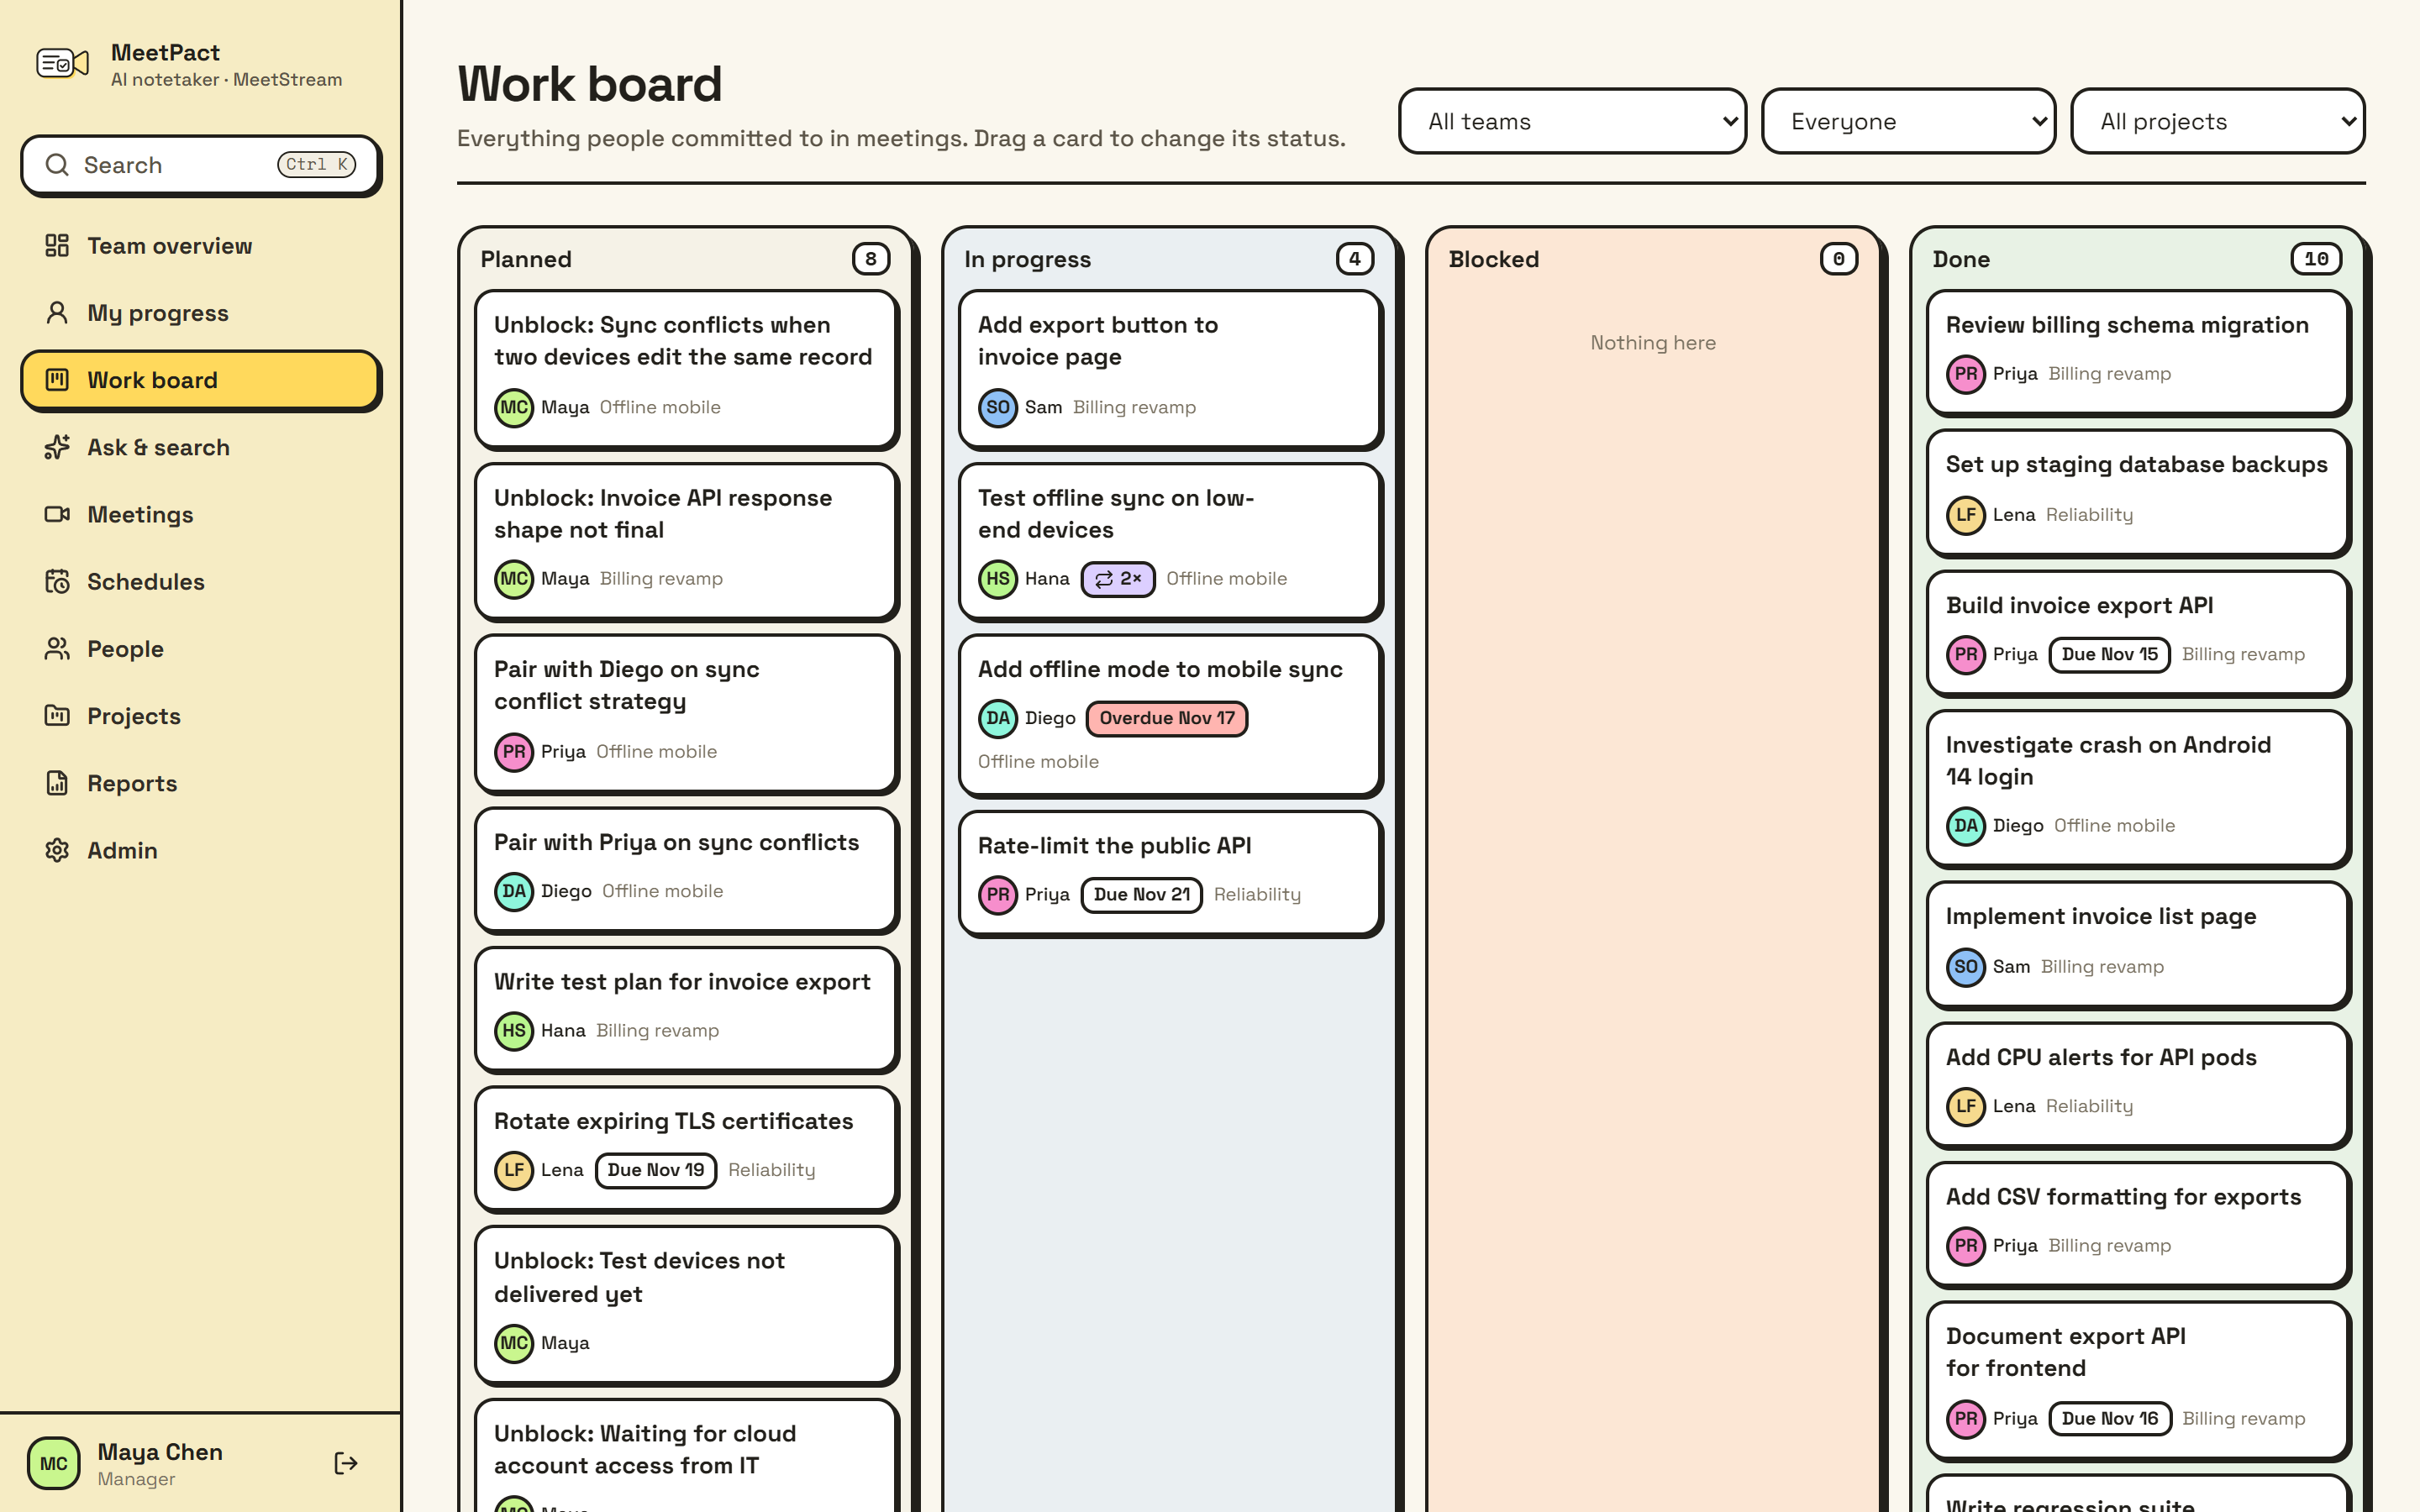 MeetPact
AI notetaker · MeetStream
Search
Ctrl K
Team overview
My progress
Work board
Ask & search
Meetings
Schedules
People
Projects
Reports
Admin
MC
Maya Chen
Manager
Work board
Everything people committed to in meetings. Drag a card to change its status.
All teams
Everyone
All projects
Planned
8
Unblock: Sync conflicts when
two devices edit the same record
MC Maya Offline mobile
Unblock: Invoice API response
shape not final
MC Maya Billing revamp
Pair with Diego on sync
conflict strategy
PR Priya Offline mobile
Pair with Priya on sync conflicts
DA Diego Offline mobile
Write test plan for invoice export
HS Hana Billing revamp
Rotate expiring TLS certificates
LF Lena Due Nov 19 Reliability
Unblock: Test devices not
delivered yet
MC Maya
Unblock: Waiting for cloud
account access from IT
MC Maya
In progress
4
Add export button to
invoice page
SO Sam Billing revamp
Test offline sync on low-
end devices
HS Hana 2× Offline mobile
Add offline mode to mobile sync
DA Diego Overdue Nov 17
Offline mobile
Rate-limit the public API
PR Priya Due Nov 21 Reliability
Blocked
0
Nothing here
Done
10
Review billing schema migration
PR Priya Billing revamp
Set up staging database backups
LF Lena Reliability
Build invoice export API
PR Priya Due Nov 15 Billing revamp
Investigate crash on Android
14 login
DA Diego Offline mobile
Implement invoice list page
SO Sam Billing revamp
Add CPU alerts for API pods
LF Lena Reliability
Add CSV formatting for exports
PR Priya Billing revamp
Document export API
for frontend
PR Priya Due Nov 16 Billing revamp
Write regression suite